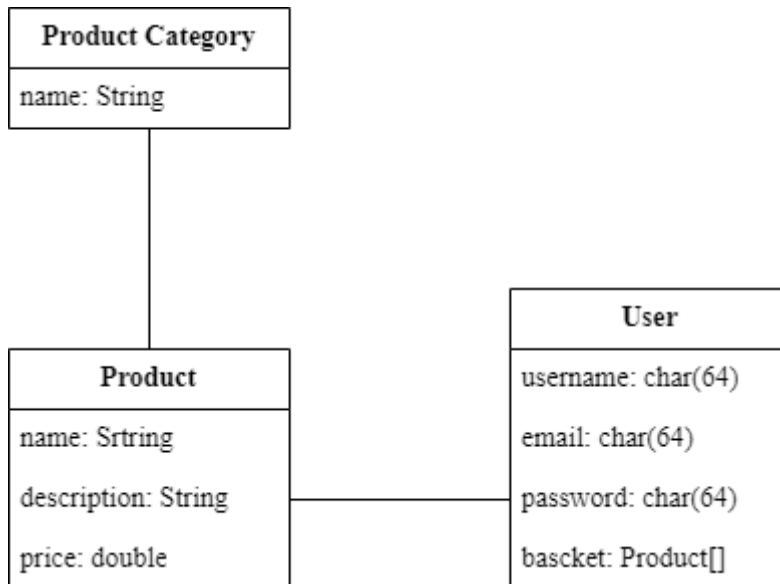 Product Category
name: String
Product
name: Srtring
description: String
price: double
User
username: char(64)
email: char(64)
password: char(64)
bascket: Product[]